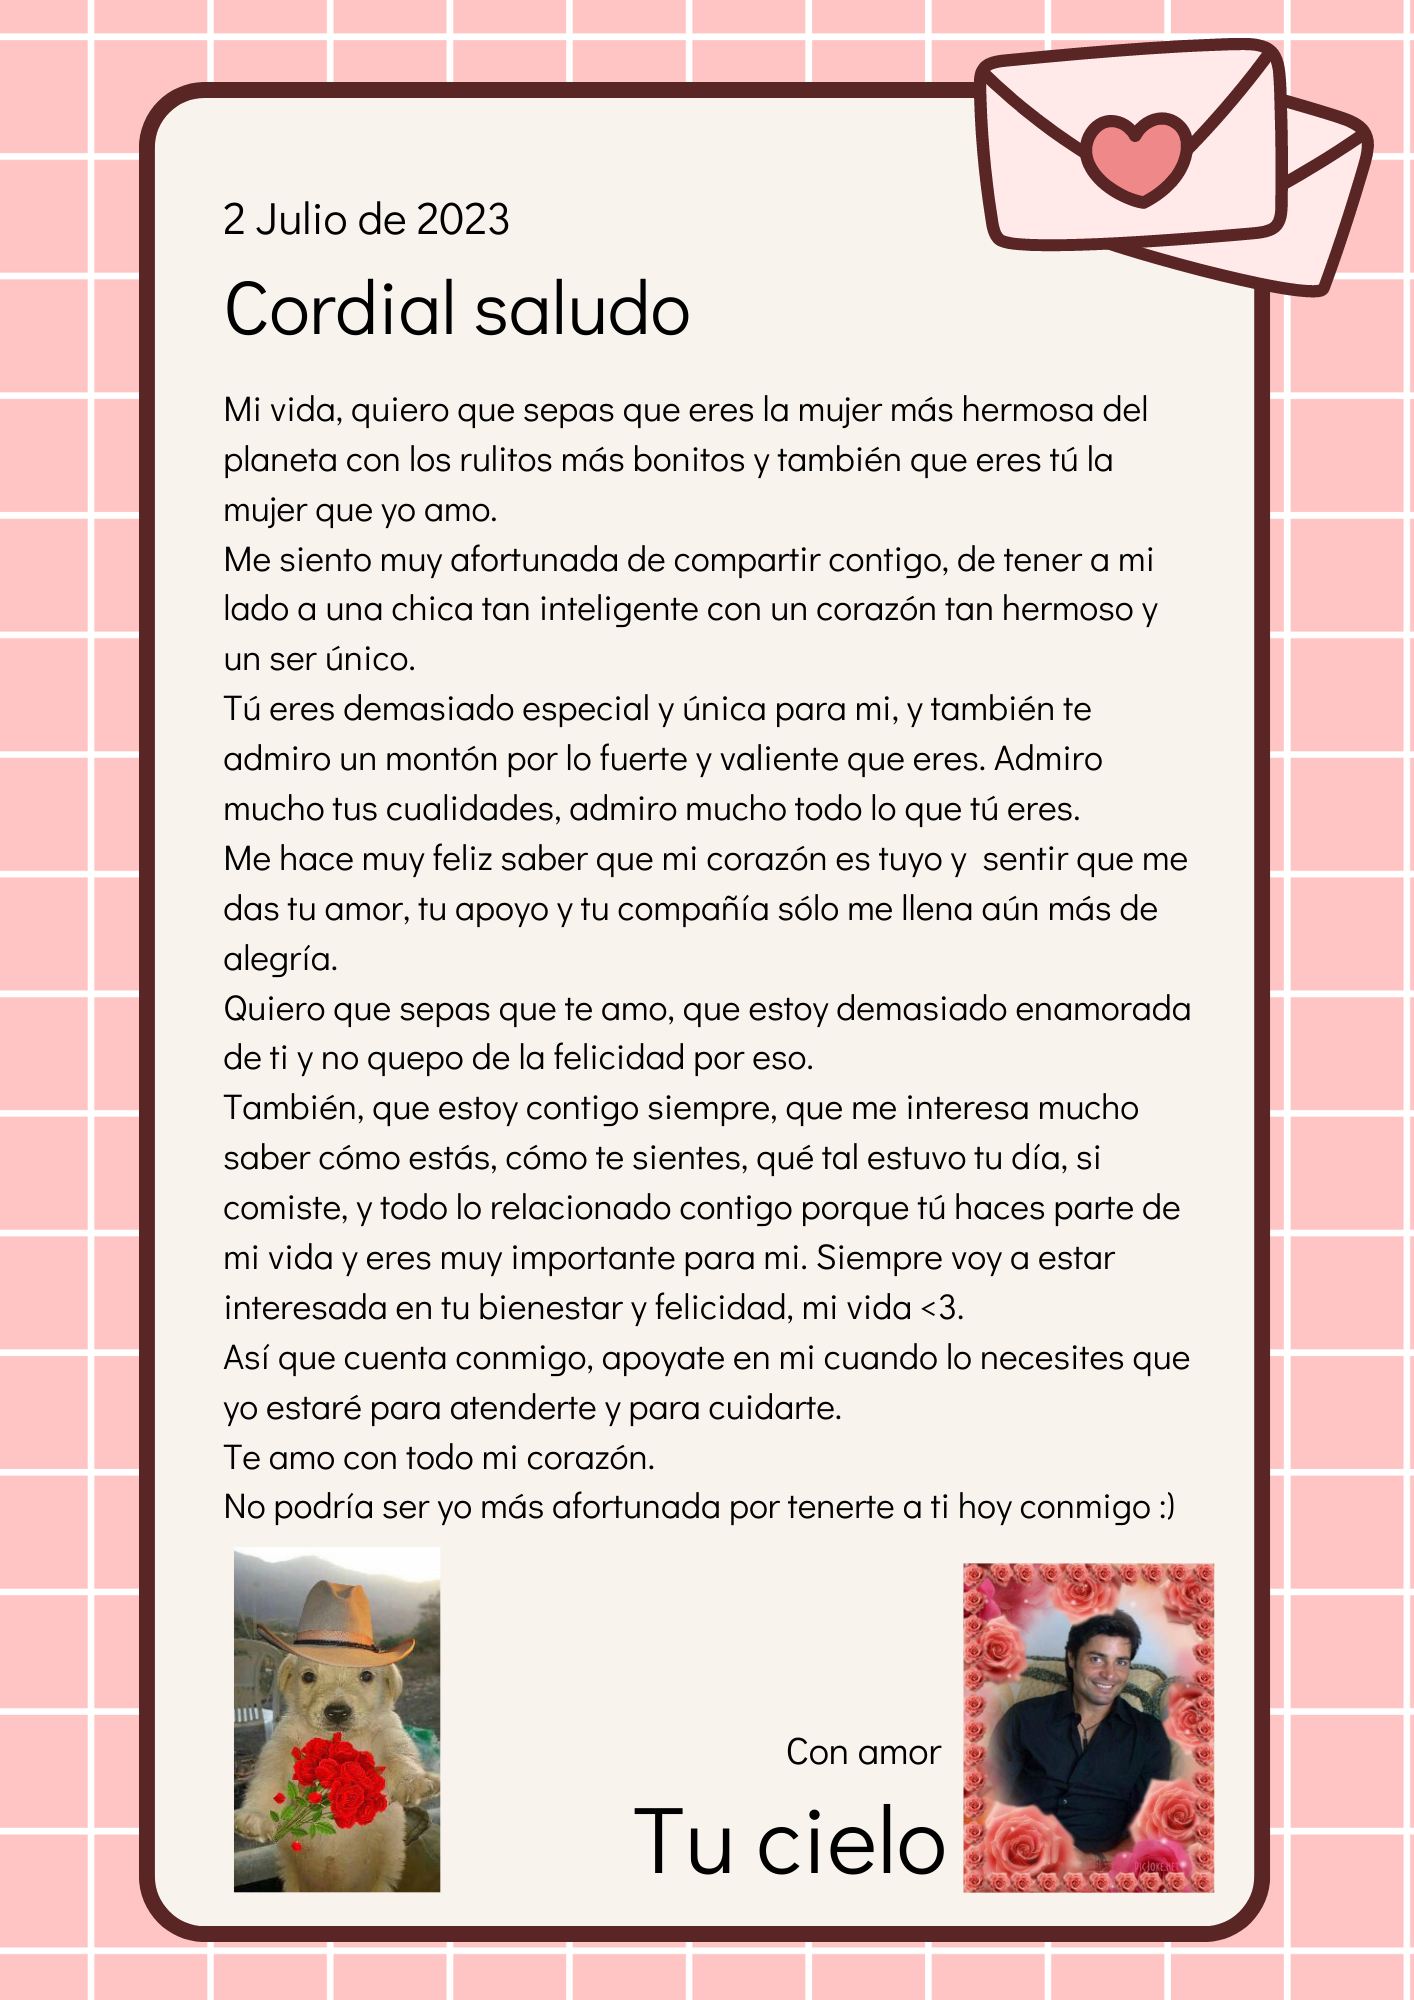 2 Julio de 2023
Cordial saludo
Mi vida, quiero que sepas que eres la mujer más hermosa del
planeta con los rulitos más bonitos y también que eres tú la
mujer que yo amo.
Me siento muy afortunada de compartir contigo, de tener a mi
lado a una chica tan inteligente con un corazón tan hermoso y
un ser único.
Tú eres demasiado especial y única para mi, y también te
admiro un montón por lo fuerte y valiente que eres. Admiro
mucho tus cualidades, admiro mucho todo lo que tú eres.
Me hace muy feliz saber que mi corazón es tuyo y  sentir que me
das tu amor, tu apoyo y tu compañía sólo me llena aún más de
alegría.
Quiero que sepas que te amo, que estoy demasiado enamorada
de ti y no quepo de la felicidad por eso.
También, que estoy contigo siempre, que me interesa mucho
saber cómo estás, cómo te sientes, qué tal estuvo tu día, si
comiste, y todo lo relacionado contigo porque tú haces parte de
mi vida y eres muy importante para mi. Siempre voy a estar
interesada en tu bienestar y felicidad, mi vida <3.
Así que cuenta conmigo, apoyate en mi cuando lo necesites que
yo estaré para atenderte y para cuidarte.
Te amo con todo mi corazón.
No podría ser yo más afortunada por tenerte a ti hoy conmigo :)
Con amor
Tu cielo